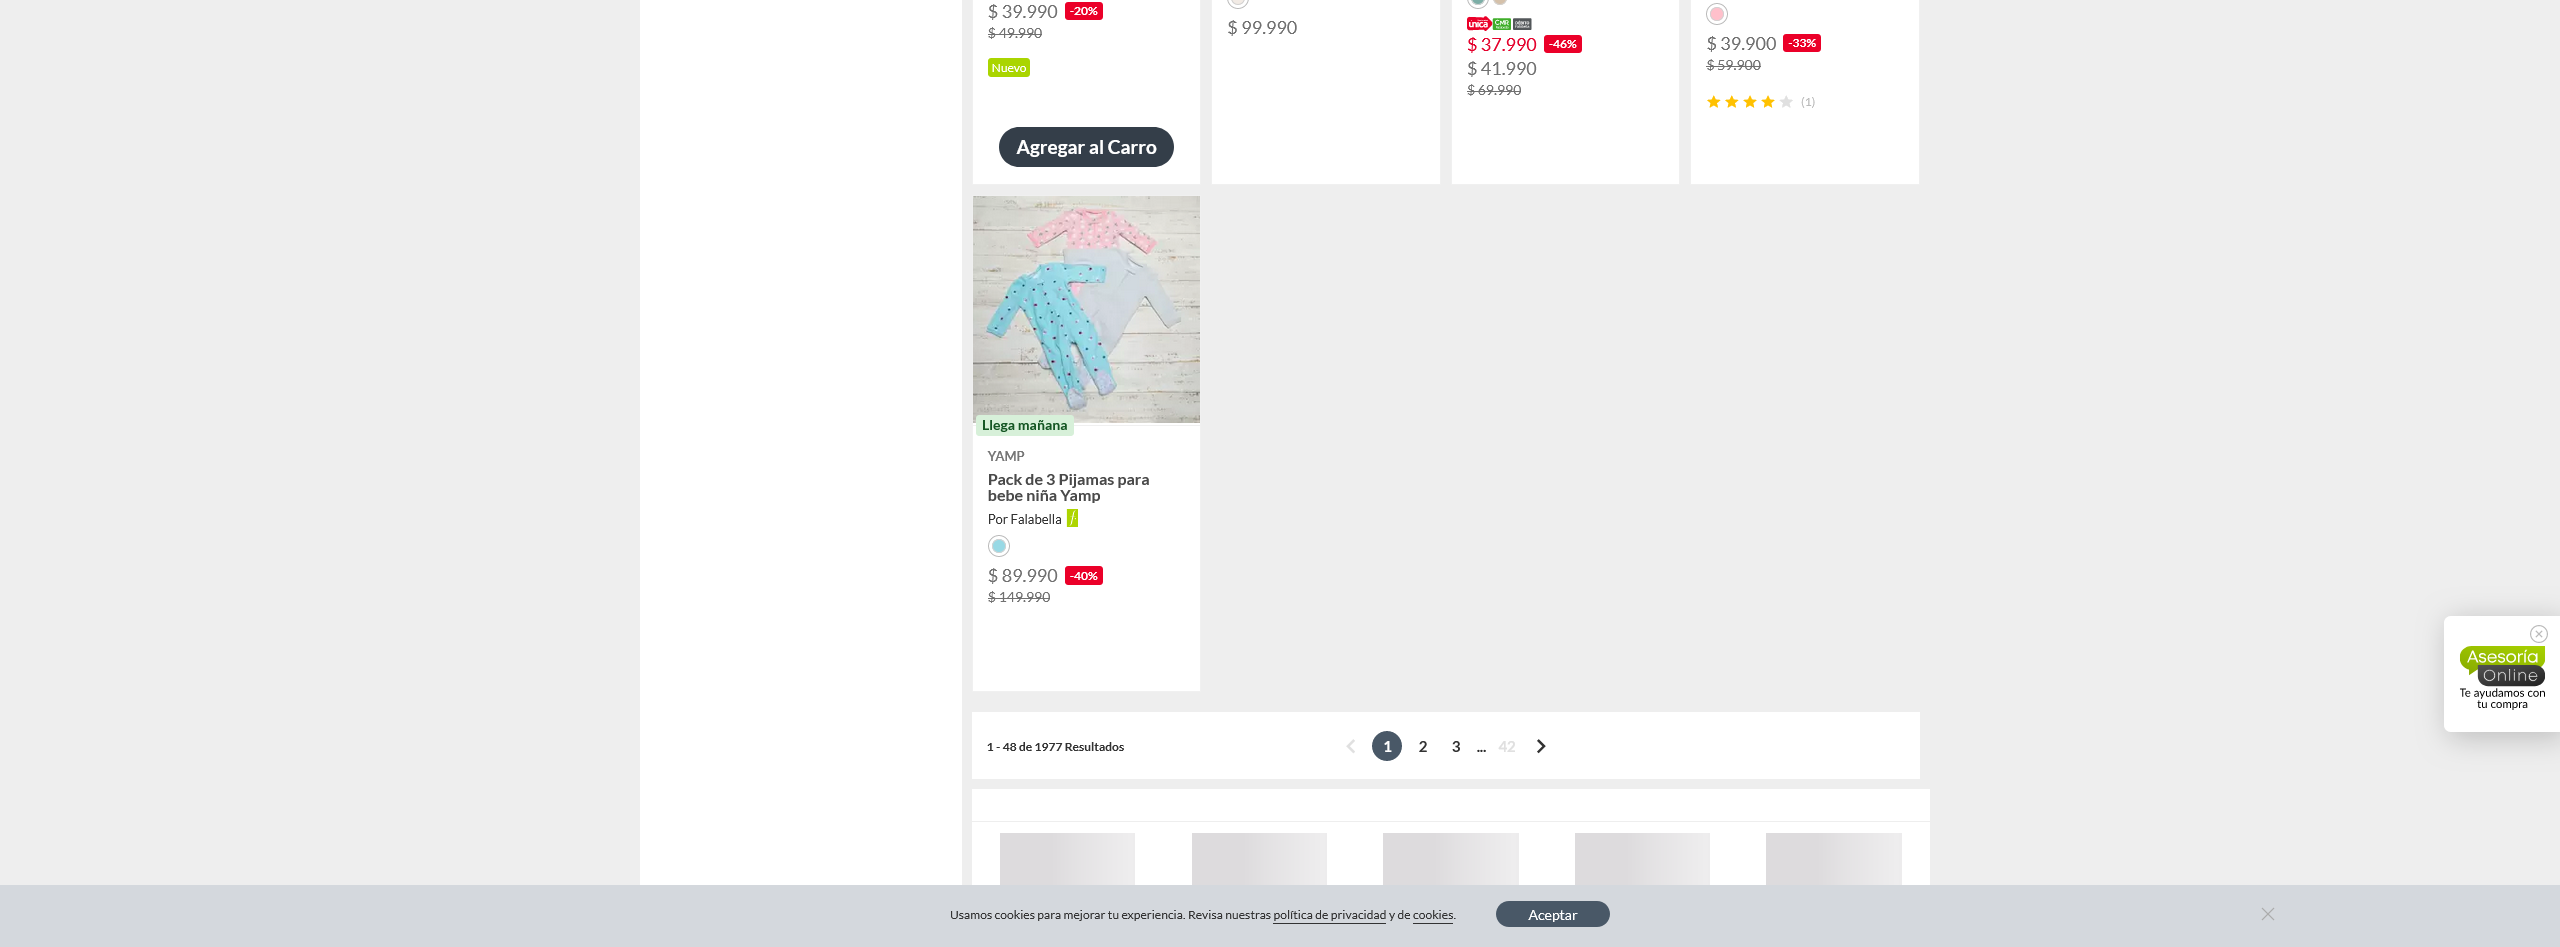 $ 39.990 -20%
$ 49.990
Nuevo
Agregar al Carro
$ 99.990
unica CMR
$ 37.990 -46%
$ 41.990
$ 69.990
$ 39.900 -33%
$ 59.900
(1)
Llega mañana
YAMP
Pack de 3 Pijamas para
bebe niña Yamp
Por Falabella
$ 89.990 -40%
$ 149.990
1 - 48 de 1977 Resultados
1 2 3 ... 42
Asesoría
Online
Te ayudamos con
tu compra
Usamos cookies para mejorar tu experiencia. Revisa nuestras política de privacidad y de cookies.
Aceptar